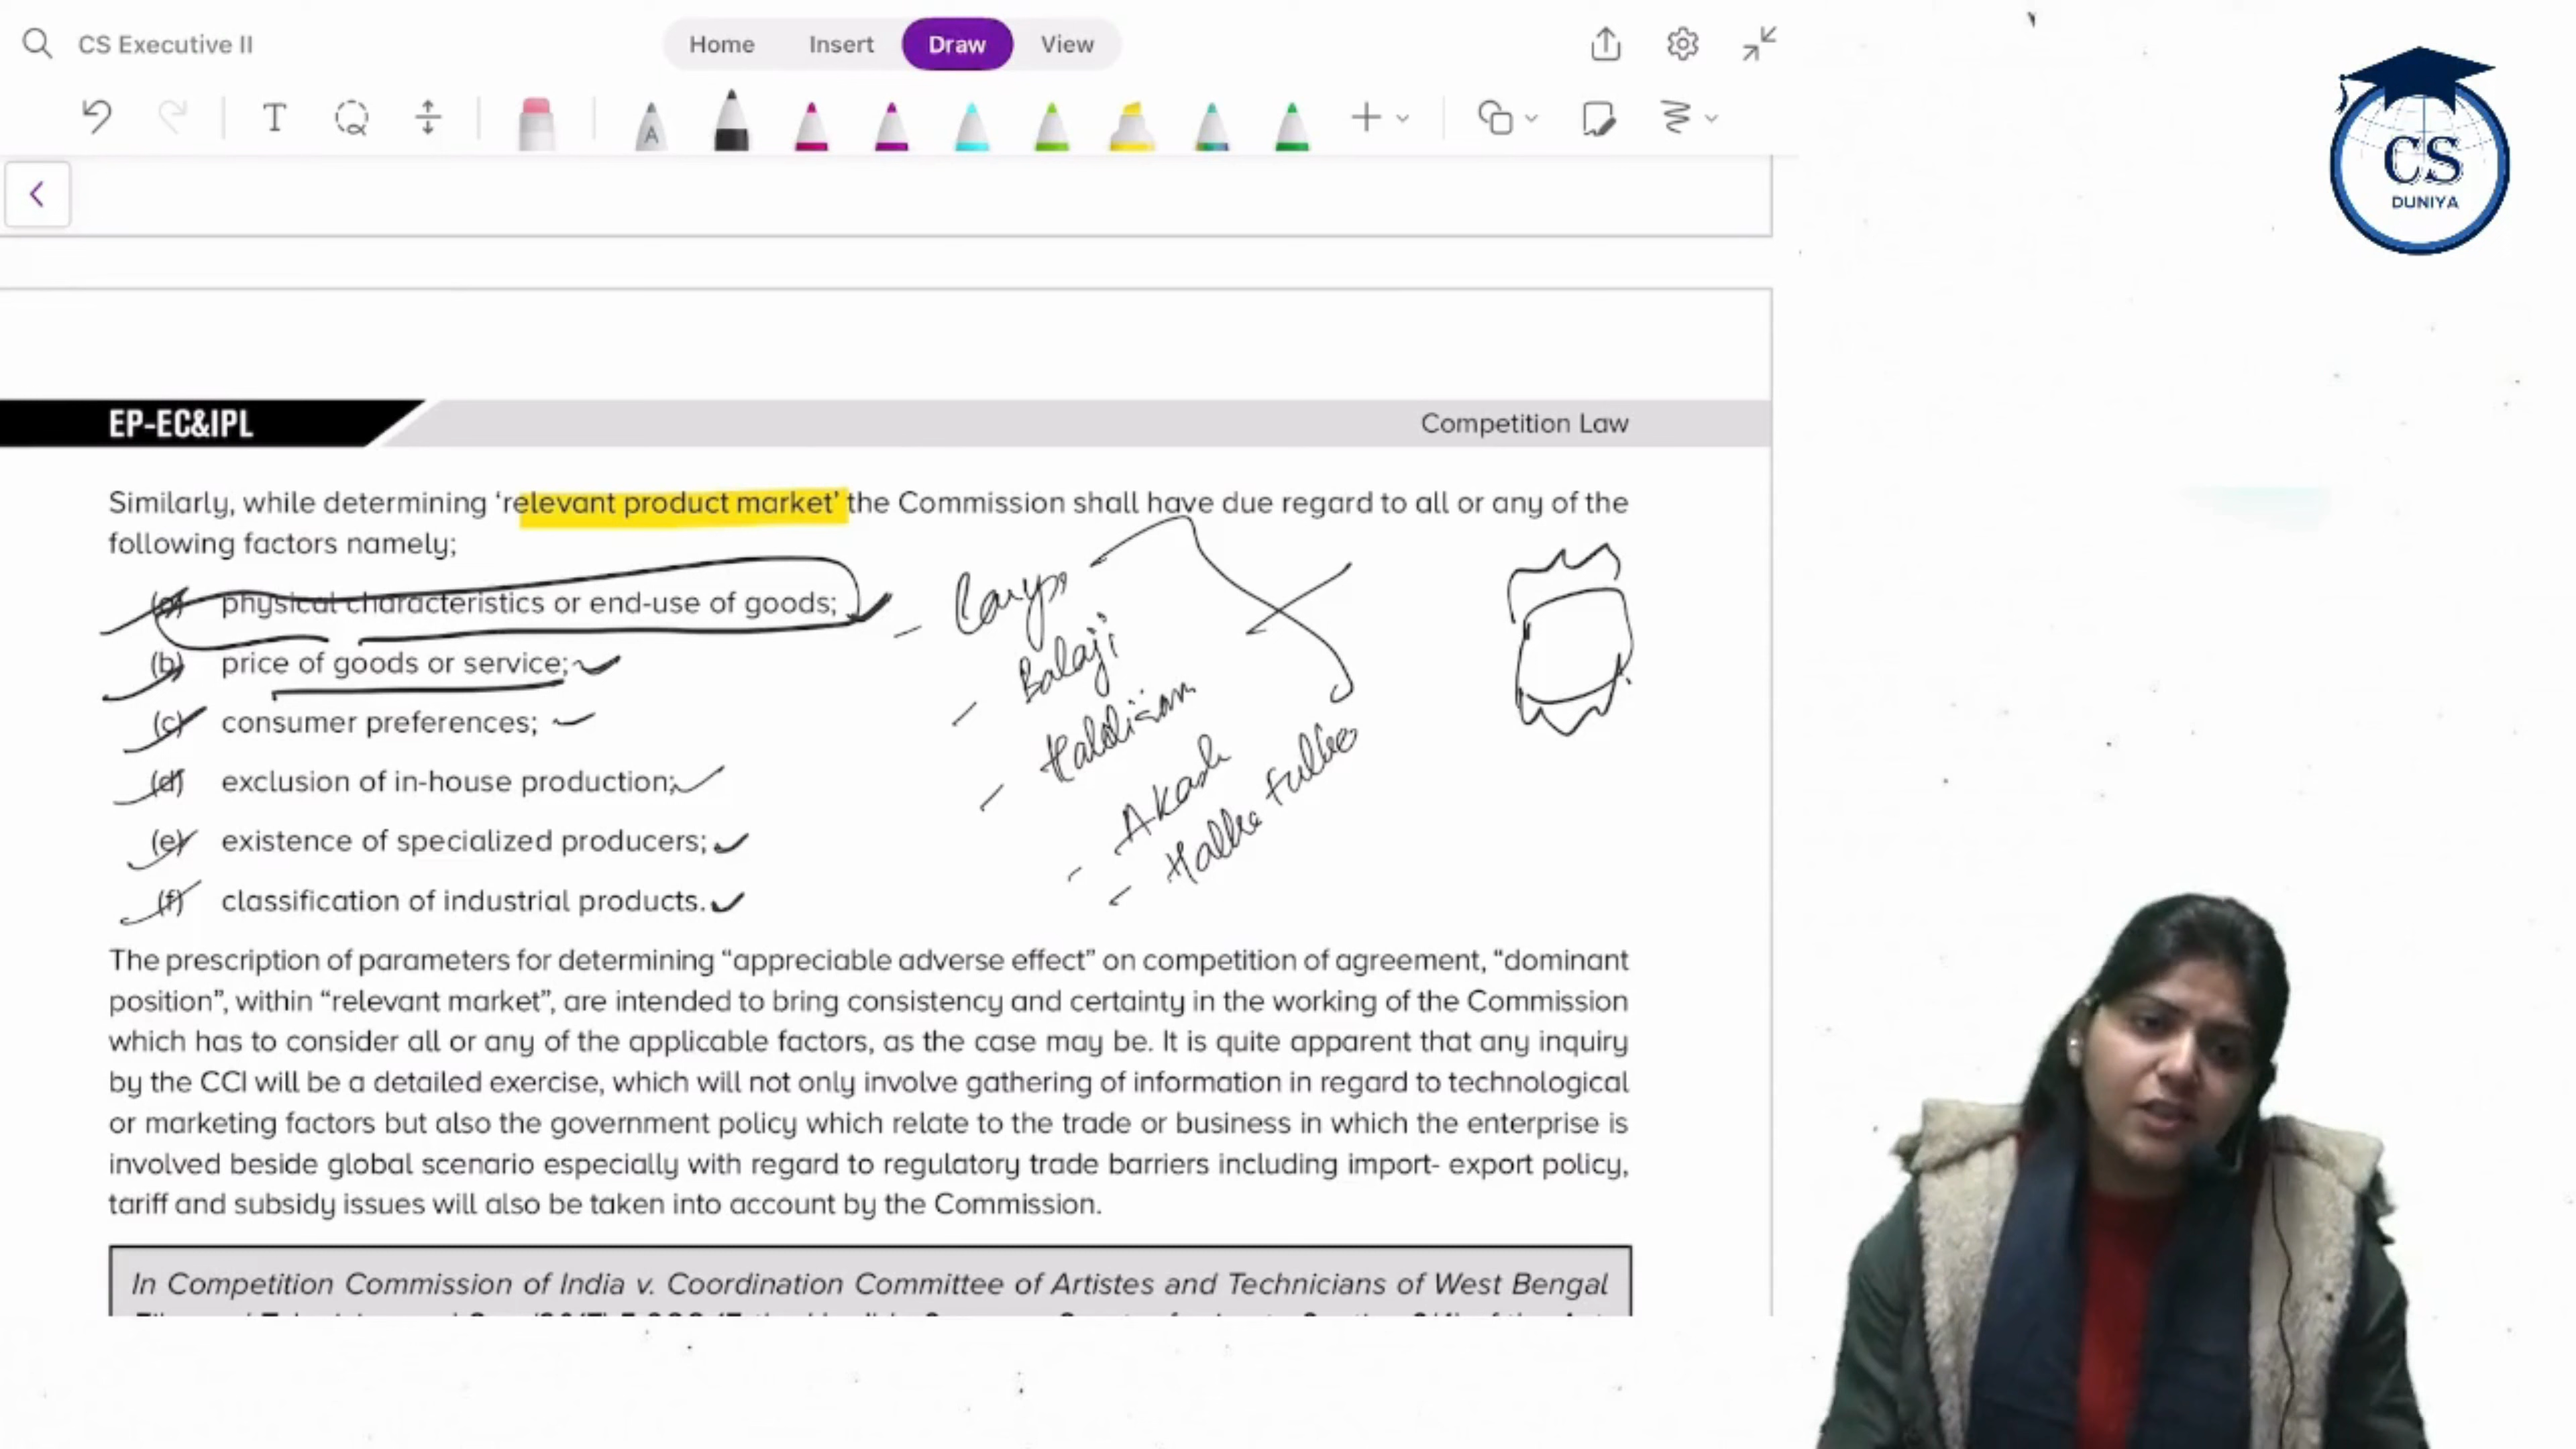 CS Executive II
Home Insert Draw View
T
A
CS
DUNIYA
EP-EC&IPL
Competition Law
Similarly, while determining ‘relevant product market’ the Commission shall have due regard to all or any of the
following factors namely;
(a) physical characteristics or end-use of goods;
(b) price of goods or service;
(c) consumer preferences;
(d) exclusion of in-house production;
(e) existence of specialized producers;
(f) classification of industrial products.
- Balaji
- Haldiram
- Akash
- Halke Fulke
The prescription of parameters for determining “appreciable adverse effect” on competition of agreement, “dominant
position”, within “relevant market”, are intended to bring consistency and certainty in the working of the Commission
which has to consider all or any of the applicable factors, as the case may be. It is quite apparent that any inquiry
by the CCI will be a detailed exercise, which will not only involve gathering of information in regard to technological
or marketing factors but also the government policy which relate to the trade or business in which the enterprise is
involved beside global scenario especially with regard to regulatory trade barriers including import- export policy,
tariff and subsidy issues will also be taken into account by the Commission.
In Competition Commission of India v. Coordination Committee of Artistes and Technicians of West Bengal